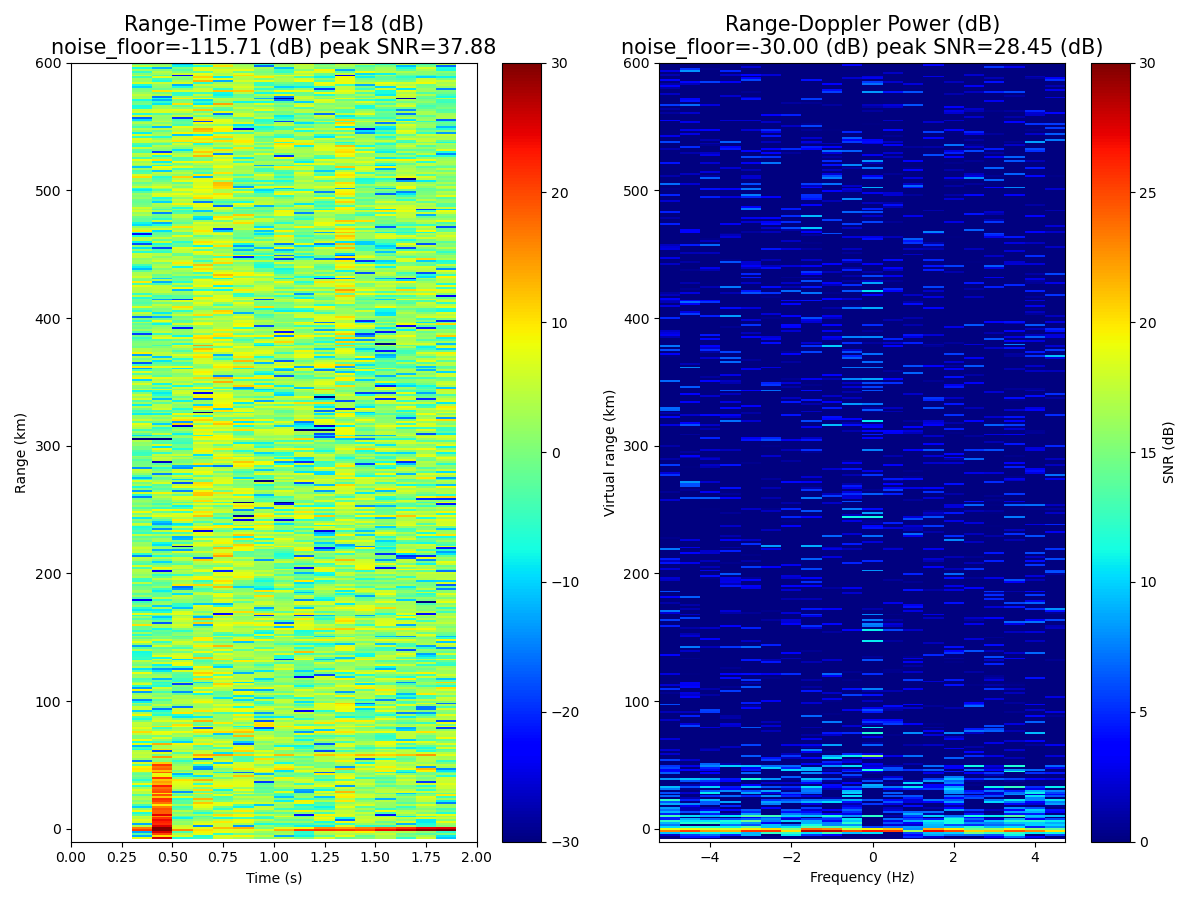 Range-Time Power f=18 (dB)
noise_floor=-115.71 (dB) peak SNR=37.88
Range (km)
600
500
400
300
200
100
0
0.00 0.25 0.50 0.75 1.00 1.25 1.50 1.75 2.00
Time (s)
30
20
10
0
−10
−20
−30
Range-Doppler Power (dB)
noise_floor=-30.00 (dB) peak SNR=28.45 (dB)
Virtual range (km)
600
500
400
300
200
100
0
−4 −2 0 2 4
Frequency (Hz)
30
25
20
15
10
5
0
SNR (dB)